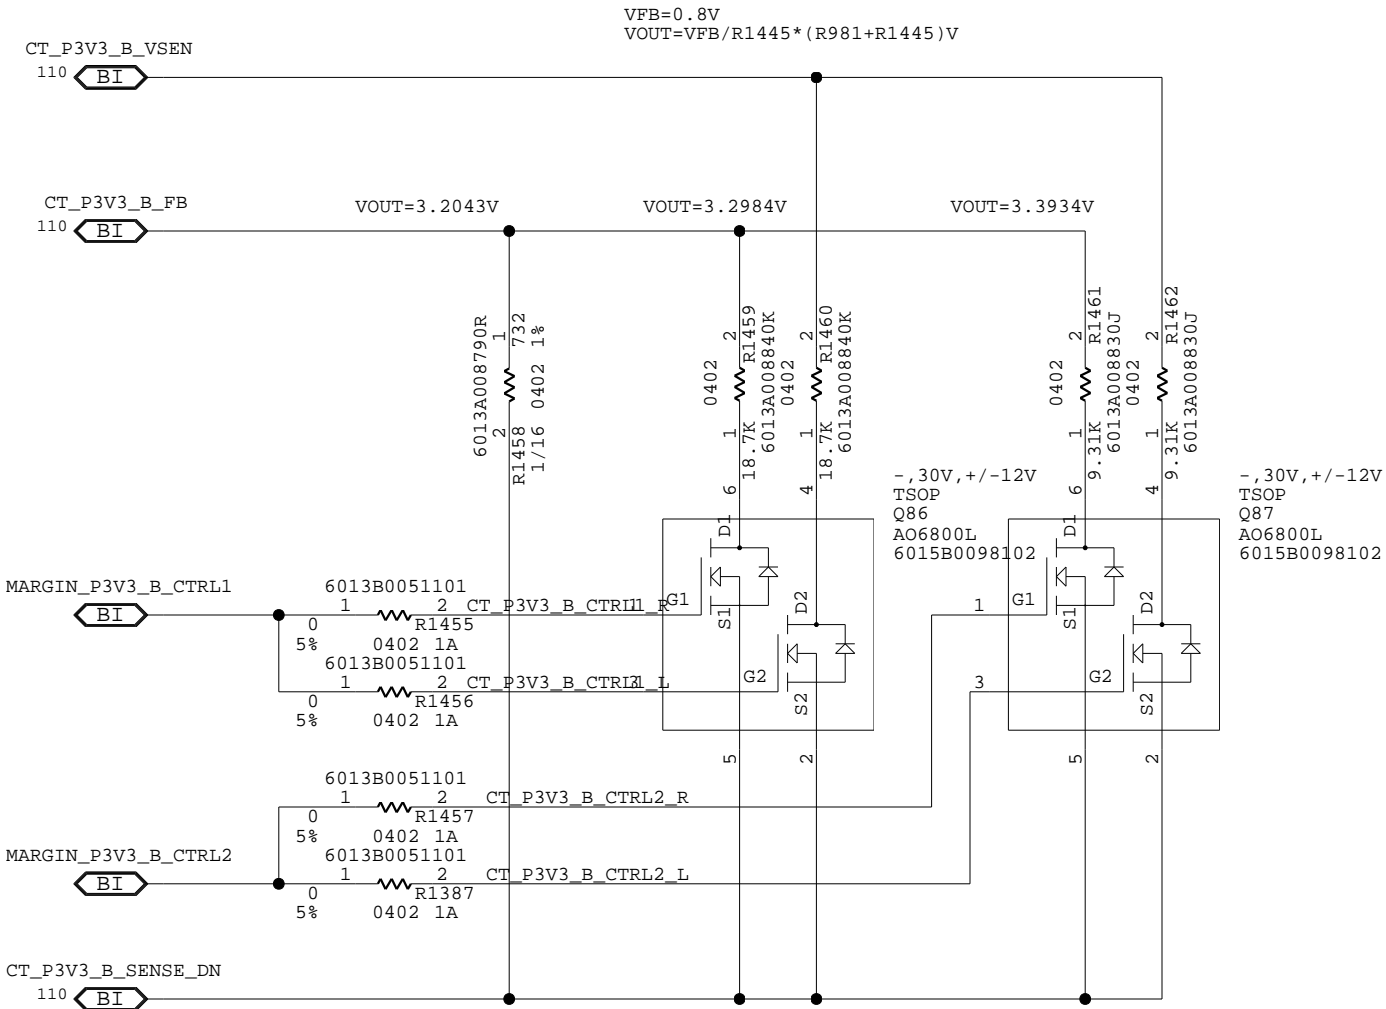 VFB=0.8V
VOUT=VFB/R1445*(R981+R1445)V
CT_P3V3_B_VSEN
110 BI
CT_P3V3_B_FB
110 BI
VOUT=3.2043V
VOUT=3.2984V
VOUT=3.3934V
6013A008790R
1
2
732
1%
R1458
1/16
0402
0402
2
1
R1459
18.7K
6013A008840K
0402
2
1
R1460
18.7K
6013A008840K
0402
2
1
R1461
9.31K
6013A008830J
0402
2
1
R1462
9.31K
6013A008830J
6
4
-,30V,+/-12V
TSOP
Q86
AO6800L
6015B0098102
D1
G1
S1
D2
G2
S2
5
2
6
4
-,30V,+/-12V
TSOP
Q87
AO6800L
6015B0098102
D1
1
G1
S1
D2
3
G2
S2
5
2
MARGIN_P3V3_B_CTRL1
BI
6013B0051101
1
2
CT_P3V3_B_CTRL1_R
1
0
R1455
5%
0402 1A
6013B0051101
1
2
CT_P3V3_B_CTRL1_L
3
0
R1456
5%
0402 1A
6013B0051101
1
2
CT_P3V3_B_CTRL2_R
0
R1457
5%
0402 1A
MARGIN_P3V3_B_CTRL2
BI
6013B0051101
1
2
CT_P3V3_B_CTRL2_L
0
R1387
5%
0402 1A
CT_P3V3_B_SENSE_DN
110 BI